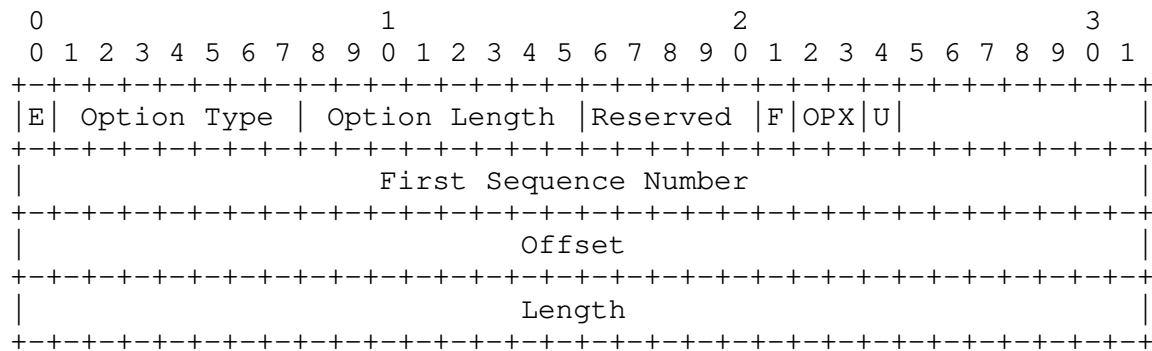 0                   1                   2                   3
 0 1 2 3 4 5 6 7 8 9 0 1 2 3 4 5 6 7 8 9 0 1 2 3 4 5 6 7 8 9 0 1
+-+-+-+-+-+-+-+-+-+-+-+-+-+-+-+-+-+-+-+-+-+-+-+-+-+-+-+-+-+-+-+-+
|E| Option Type | Option Length |Reserved |F|OPX|U|             |
+-+-+-+-+-+-+-+-+-+-+-+-+-+-+-+-+-+-+-+-+-+-+-+-+-+-+-+-+-+-+-+-+
|                    First Sequence Number                      |
+-+-+-+-+-+-+-+-+-+-+-+-+-+-+-+-+-+-+-+-+-+-+-+-+-+-+-+-+-+-+-+-+
|                            Offset                             |
+-+-+-+-+-+-+-+-+-+-+-+-+-+-+-+-+-+-+-+-+-+-+-+-+-+-+-+-+-+-+-+-+
|                            Length                             |
+-+-+-+-+-+-+-+-+-+-+-+-+-+-+-+-+-+-+-+-+-+-+-+-+-+-+-+-+-+-+-+-+